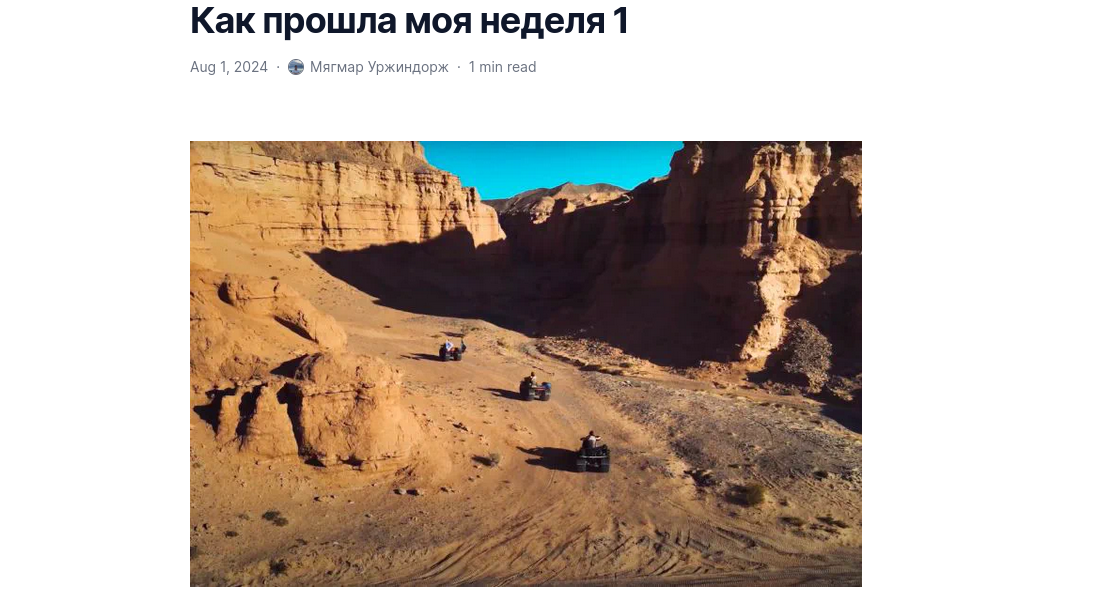 Как прошла моя неделя 1
Aug 1, 2024 · Мягмар Уржиндорж · 1 min read